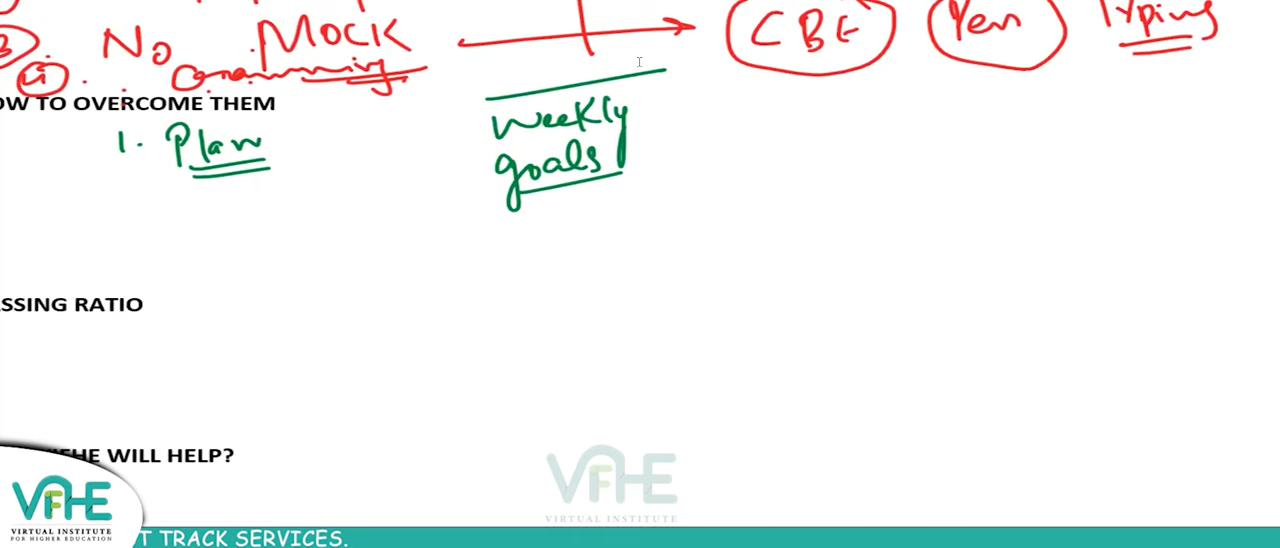 No MOCK CBE Pen Typing
OW TO OVERCOME THEM
1. Plan
Weekly
goals
SSING RATIO
HE WILL HELP?
VFHE
VIRTUAL INSTITUTE
VFHE
VIRTUAL INSTITUTE
FOR HIGHER EDUCATION
T TRACK SERVICES.